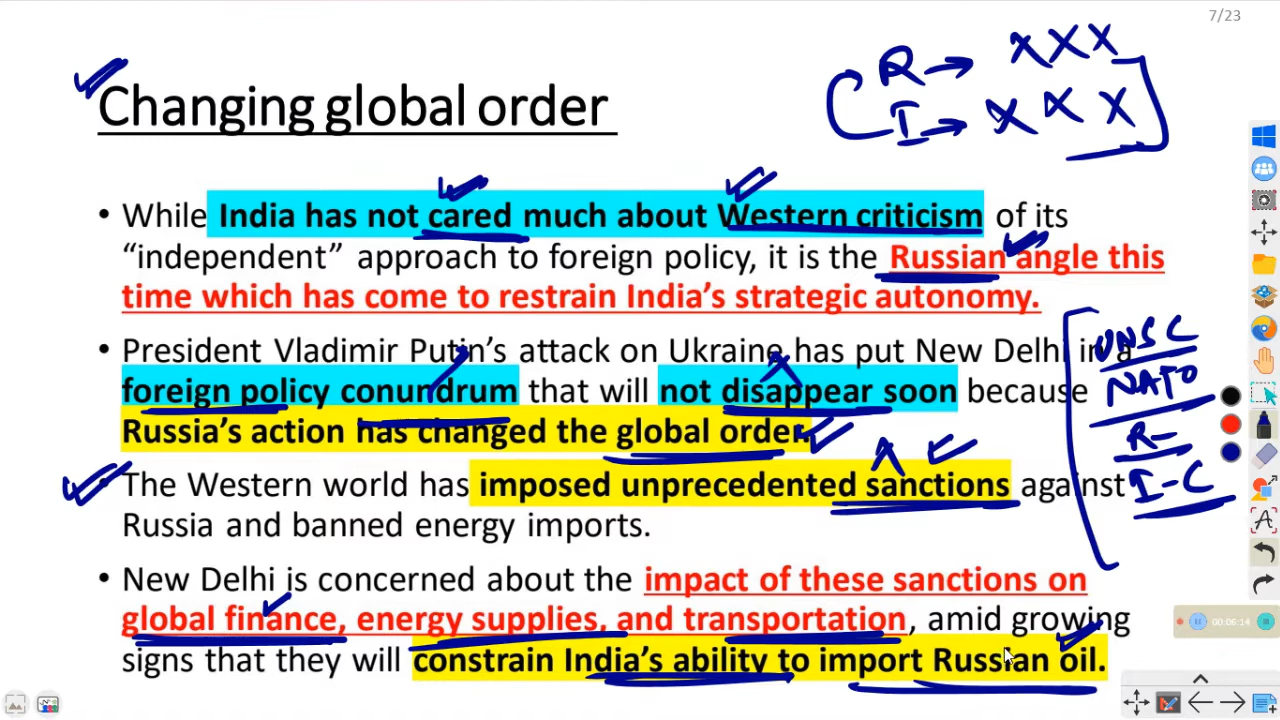 7/23
R → X X X
I → X X X
Changing global order
• While India has not cared much about Western criticism of its
“independent” approach to foreign policy, it is the Russian angle this
time which has come to restrain India’s strategic autonomy.
• President Vladimir Putin’s attack on Ukraine has put New Delhi in a
foreign policy conundrum that will not disappear soon because
Russia’s action has changed the global order.
• The Western world has imposed unprecedented sanctions against
Russia and banned energy imports.
• New Delhi is concerned about the impact of these sanctions on
global finance, energy supplies, and transportation, amid growing
signs that they will constrain India’s ability to import Russian oil.
UNSC
NATO
R-
I-C
00:06:14